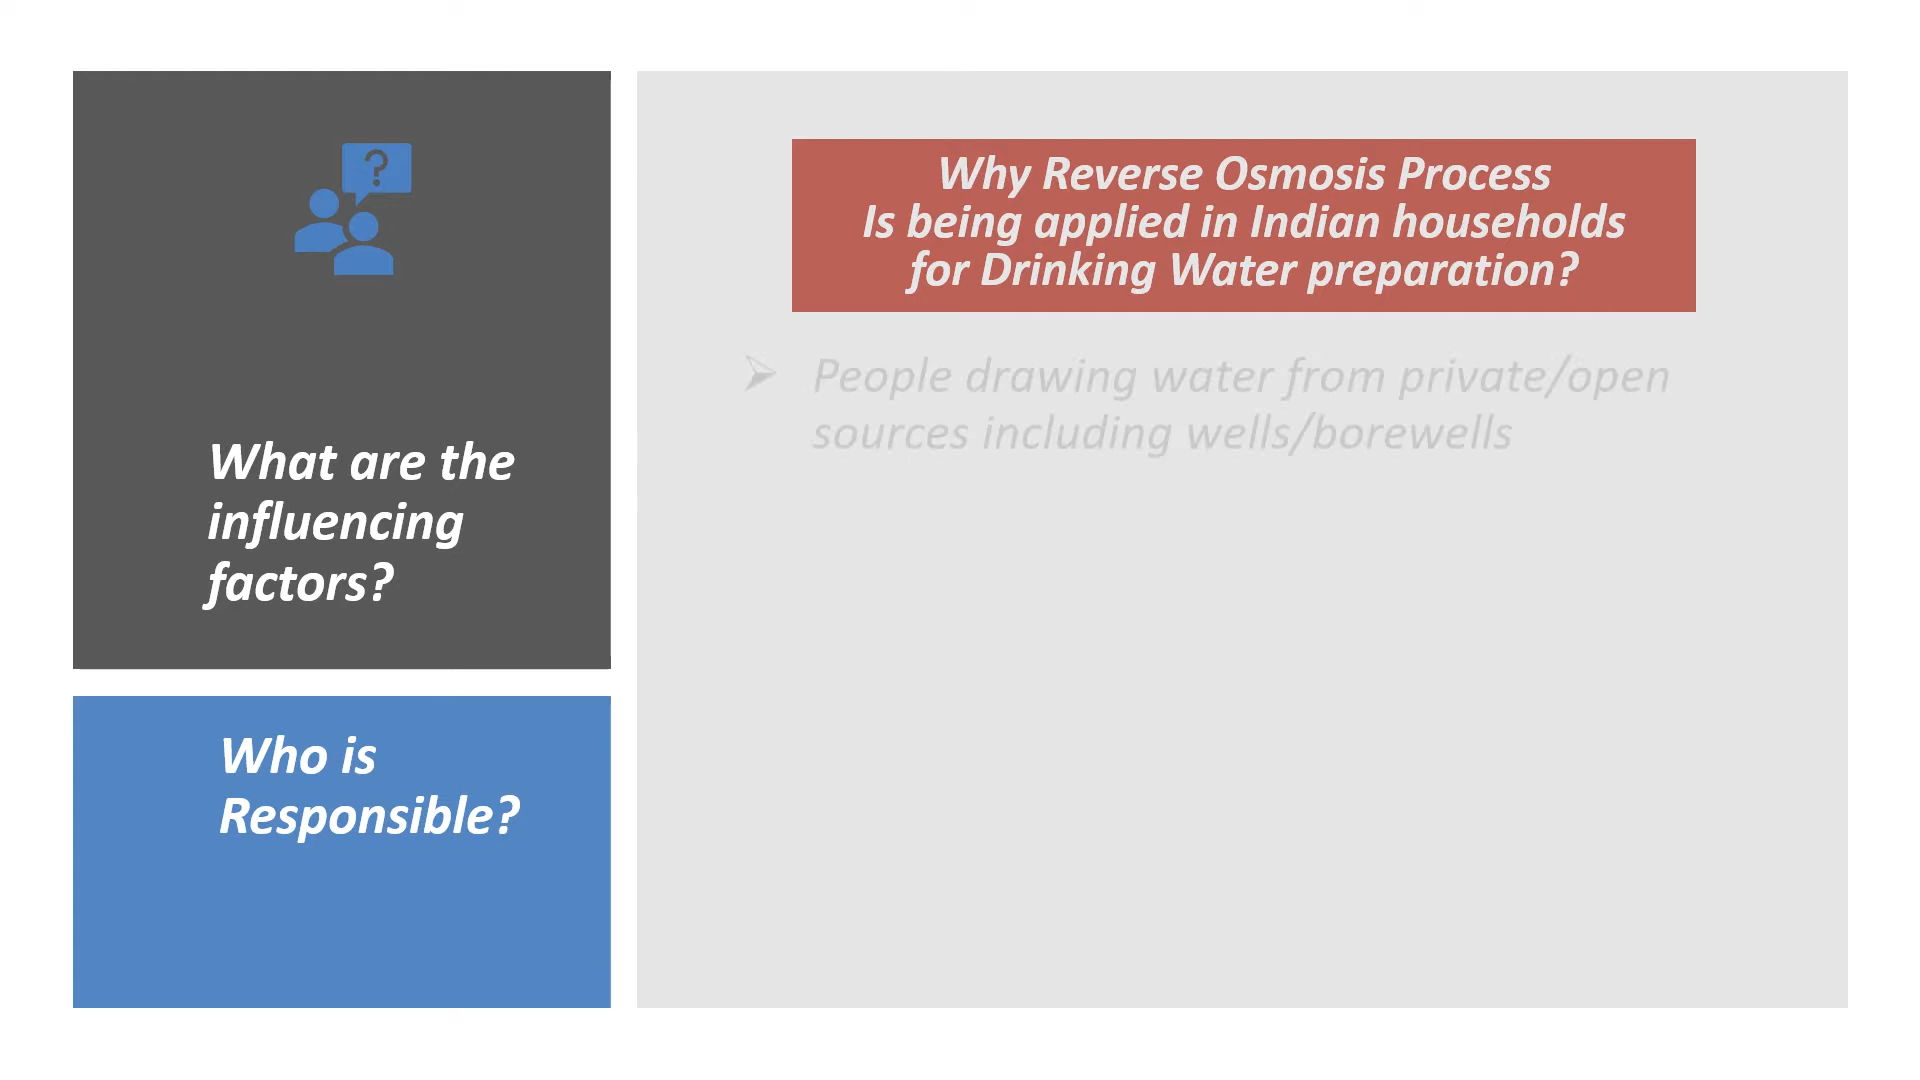 ?
What are the
influencing
factors?
Who is
Responsible?
Why Reverse Osmosis Process
Is being applied in Indian households
for Drinking Water preparation?
People drawing water from private/open
sources including wells/borewells